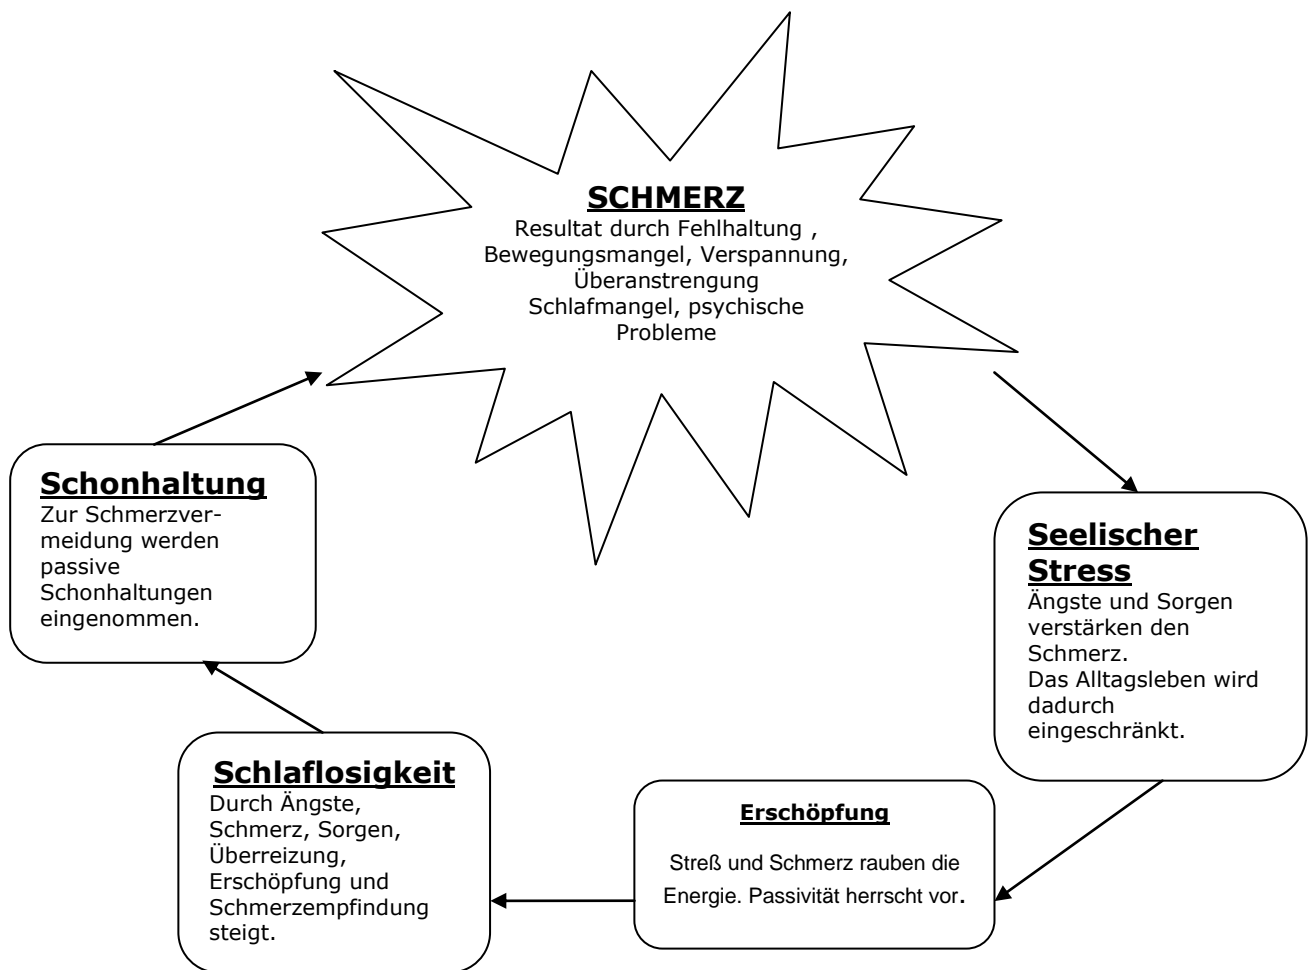 SCHMERZ
Resultat durch Fehlhaltung ,
Bewegungsmangel, Verspannung,
Überanstrengung
Schlafmangel, psychische
Probleme
Seelischer
Stress
Ängste und Sorgen
verstärken den
Schmerz.
Das Alltagsleben wird
dadurch
eingeschränkt.
Erschöpfung
Streß und Schmerz rauben die
Energie. Passivität herrscht vor.
Schlaflosigkeit
Durch Ängste,
Schmerz, Sorgen,
Überreizung,
Erschöpfung und
Schmerzempfindung
steigt.
Schonhaltung
Zur Schmerzver-
meidung werden
passive
Schonhaltungen
eingenommen.